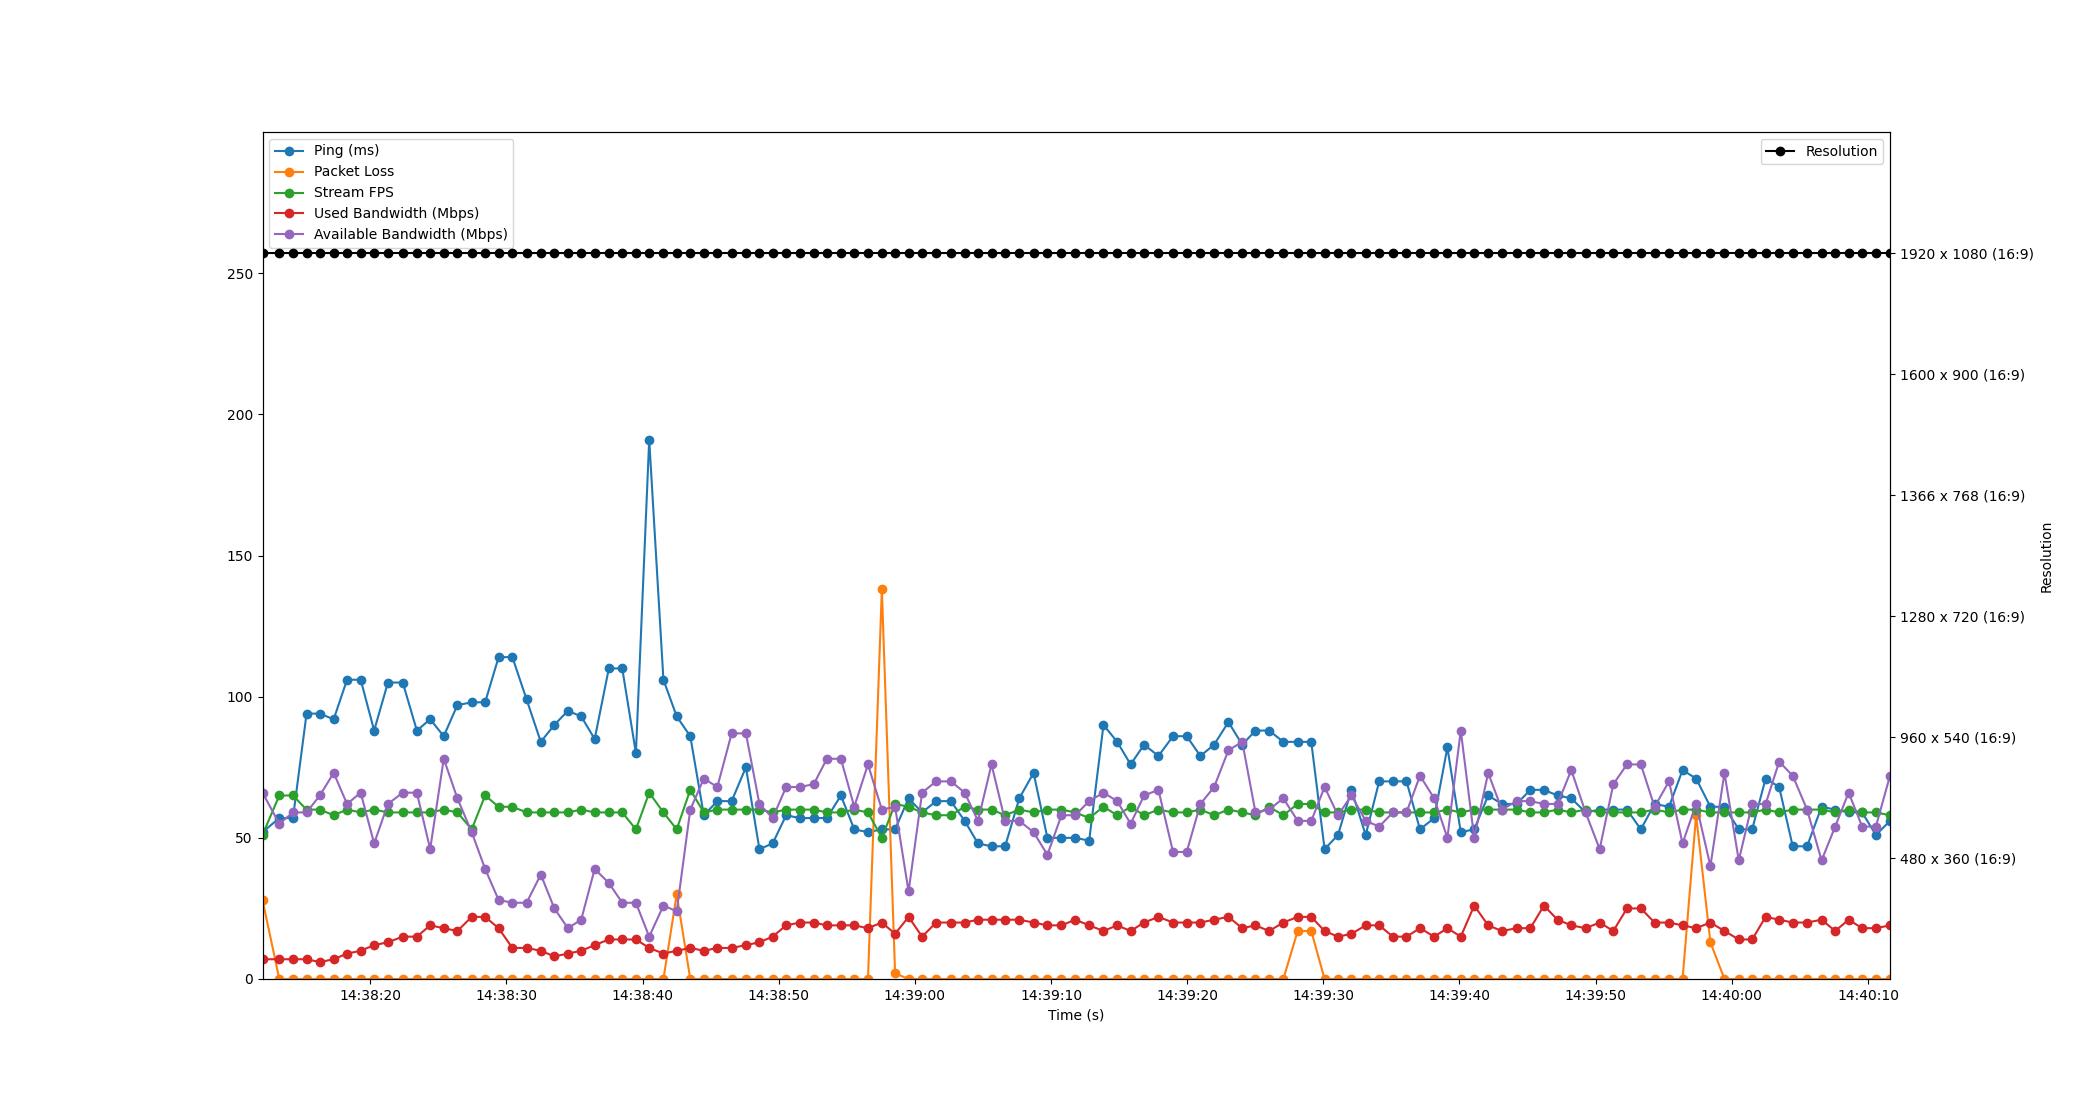 Ping (ms)
Packet Loss
Stream FPS
Used Bandwidth (Mbps)
Available Bandwidth (Mbps)
Resolution
250
200
150
100
50
0
1920 x 1080 (16:9)
1600 x 900 (16:9)
1366 x 768 (16:9)
1280 x 720 (16:9)
960 x 540 (16:9)
480 x 360 (16:9)
Resolution
14:38:20 14:38:30 14:38:40 14:38:50 14:39:00 14:39:10 14:39:20 14:39:30 14:39:40 14:39:50 14:40:00 14:40:10
Time (s)